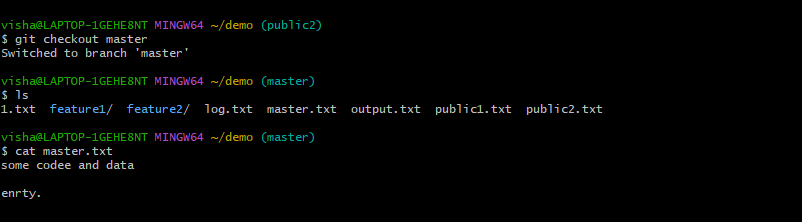 visha@LAPTOP-1GEHE8NT MINGW64 ~/demo (public2)
$ git checkout master
Switched to branch 'master'
visha@LAPTOP-1GEHE8NT MINGW64 ~/demo (master)
$ ls
1.txt  feature1/  feature2/  log.txt  master.txt  output.txt  public1.txt  public2.txt
visha@LAPTOP-1GEHE8NT MINGW64 ~/demo (master)
$ cat master.txt
some codee and data
enrty.